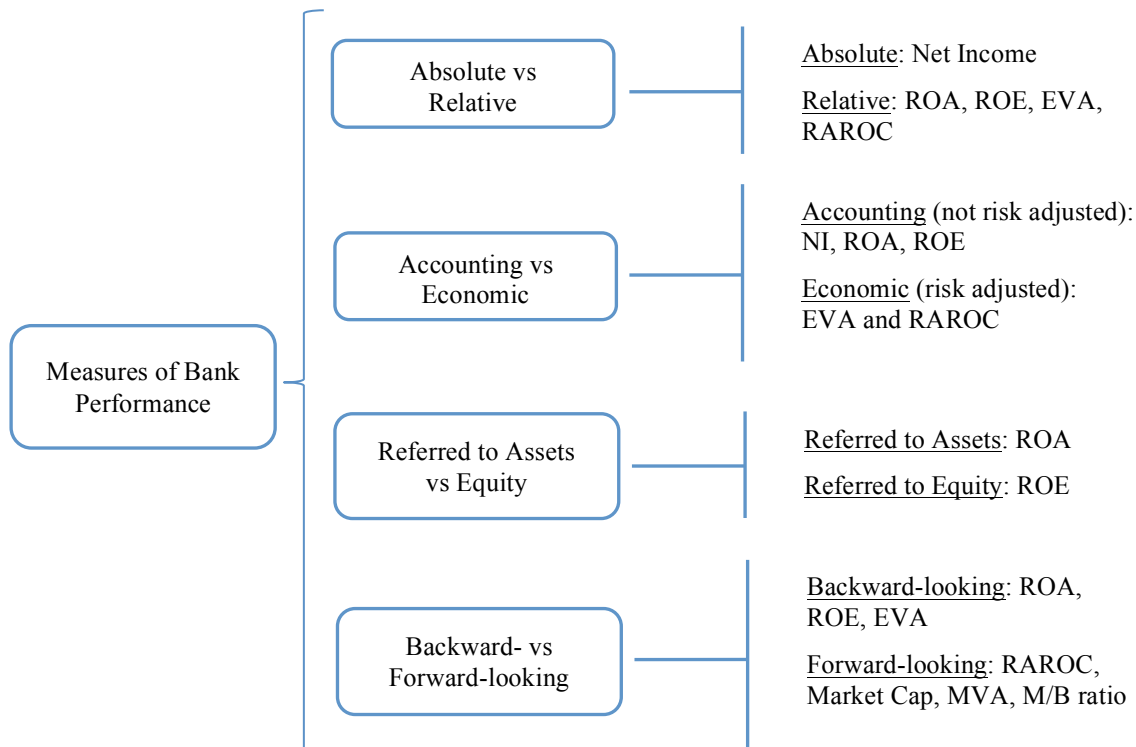 Measures of Bank
Performance
Absolute vs
Relative
Absolute: Net Income
Relative: ROA, ROE, EVA,
RAROC
Accounting vs
Economic
Accounting (not risk adjusted):
NI, ROA, ROE
Economic (risk adjusted):
EVA and RAROC
Referred to Assets
vs Equity
Referred to Assets: ROA
Referred to Equity: ROE
Backward- vs
Forward-looking
Backward-looking: ROA,
ROE, EVA
Forward-looking: RAROC,
Market Cap, MVA, M/B ratio